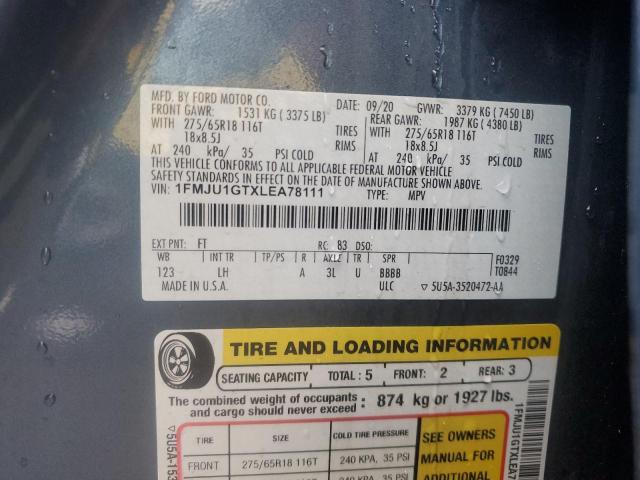 MFD. BY FORD MOTOR CO.
DATE: 09/20 GVWR: 3379 KG ( 7450 LB)
FRONT GAWR: 1531 KG ( 3375 LB)
REAR GAWR: 1987 KG ( 4380 LB)
WITH 275/65R18 116T TIRES
WITH 275/65R18 116T TIRES
18x8.5J RIMS
18x8.5J RIMS
AT 240 kPa/ 35 PSI COLD
AT 240 kPa/ 35 PSI COLD
THIS VEHICLE CONFORMS TO ALL APPLICABLE FEDERAL MOTOR VEHICLE
SAFETY STANDARDS IN EFFECT ON THE DATE OF MANUFACTURE SHOWN ABOVE.
VIN: 1FMJU1GTXLEA78111
TYPE: MPV
EXT PNT: FT RC: 83 DSO:
WB INT TR TP/PS R AXLE TR SPR
F0329
123 LH A 3L U BBBB
T0844
MADE IN U.S.A.
ULC ▽5U5A-3520472-AA
TIRE AND LOADING INFORMATION
SEATING CAPACITY TOTAL: 5 FRONT: 2 REAR: 3
The combined weight of occupants
and cargo should never exceed : 874 kg or 1927 lbs.
TIRE SIZE COLD TIRE PRESSURE
SEE OWNERS
FRONT 275/65R18 116T 240 KPA, 35 PSI
MANUAL FOR
ADDITIONAL
▽5U5A-153
1FMJU1GTXLEA7